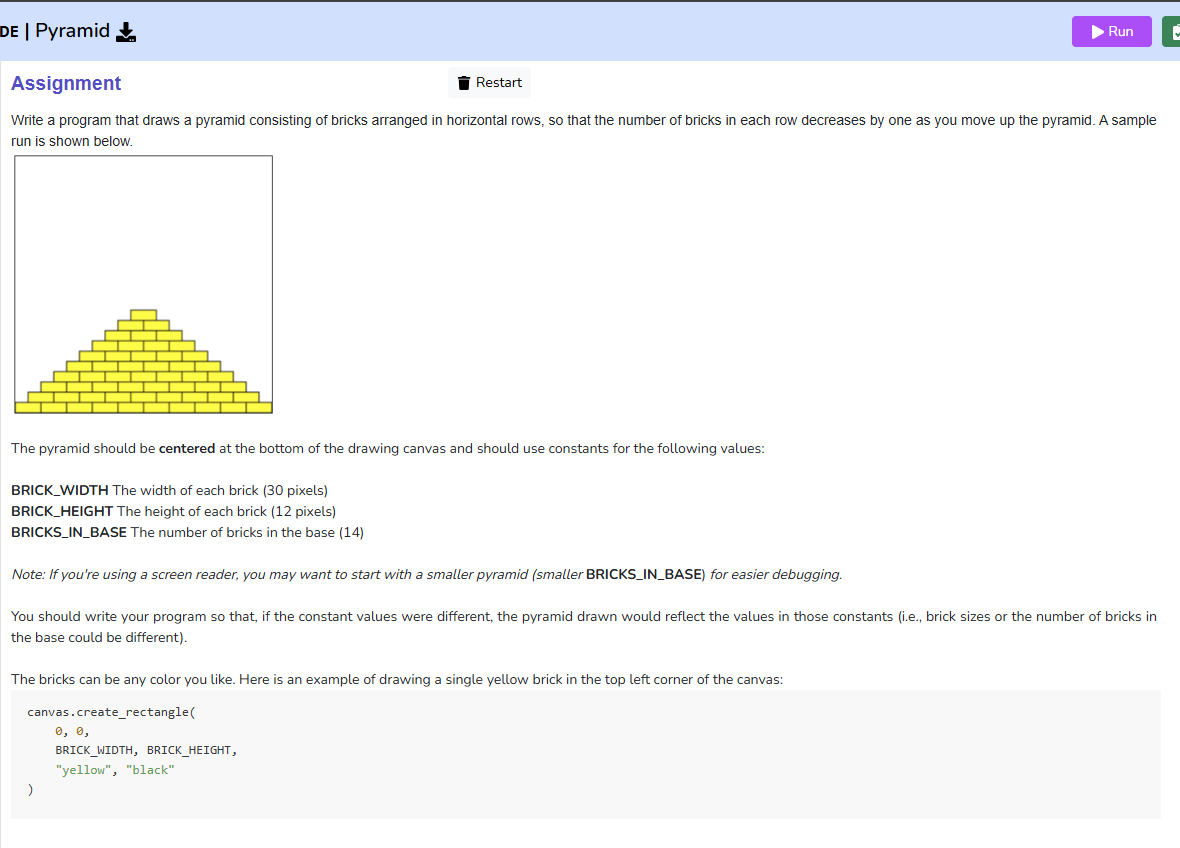 DE | Pyramid
Run
Assignment
Restart
Write a program that draws a pyramid consisting of bricks arranged in horizontal rows, so that the number of bricks in each row decreases by one as you move up the pyramid. A sample
run is shown below.
The pyramid should be centered at the bottom of the drawing canvas and should use constants for the following values:
BRICK_WIDTH The width of each brick (30 pixels)
BRICK_HEIGHT The height of each brick (12 pixels)
BRICKS_IN_BASE The number of bricks in the base (14)
Note: If you're using a screen reader, you may want to start with a smaller pyramid (smaller BRICKS_IN_BASE) for easier debugging.
You should write your program so that, if the constant values were different, the pyramid drawn would reflect the values in those constants (i.e., brick sizes or the number of bricks in
the base could be different).
The bricks can be any color you like. Here is an example of drawing a single yellow brick in the top left corner of the canvas:
canvas.create_rectangle(
    0, 0,
    BRICK_WIDTH, BRICK_HEIGHT,
    "yellow", "black"
)